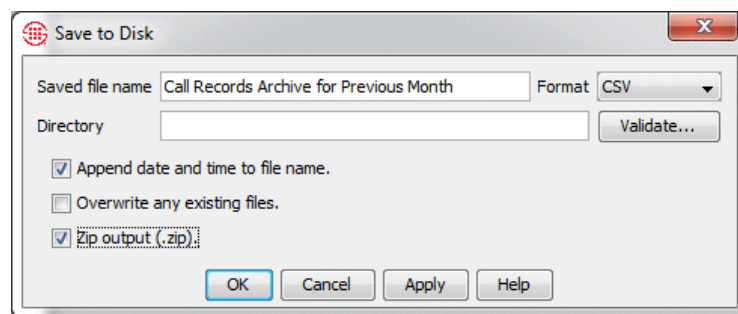 Save to Disk
Saved file name Call Records Archive for Previous Month Format CSV
Directory Validate...
Append date and time to file name.
Overwrite any existing files.
Zip output (.zip).
OK Cancel Apply Help